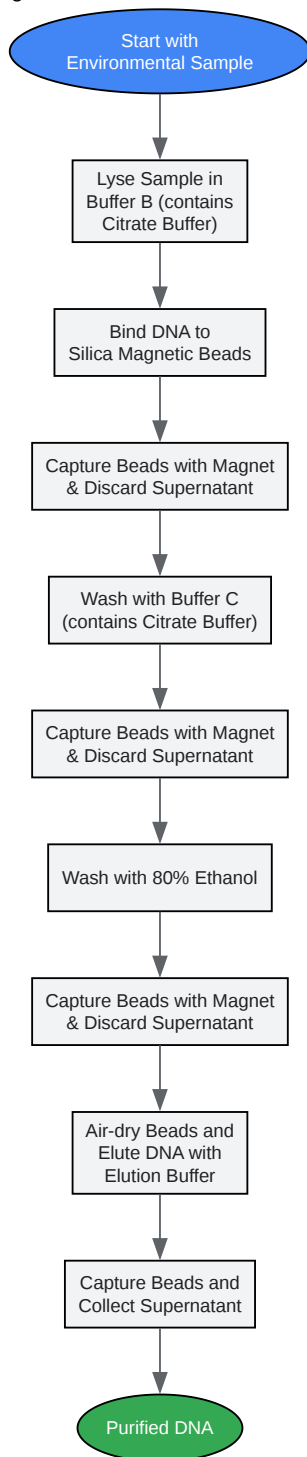 Start with
Environmental Sample
Lyse Sample in
Buffer B (contains
Citrate Buffer)
Bind DNA to
Silica Magnetic Beads
Capture Beads with Magnet
& Discard Supernatant
Wash with Buffer C
(contains Citrate Buffer)
Capture Beads with Magnet
& Discard Supernatant
Wash with 80% Ethanol
Capture Beads with Magnet
& Discard Supernatant
Air-dry Beads and
Elute DNA with
Elution Buffer
Capture Beads and
Collect Supernatant
Purified DNA